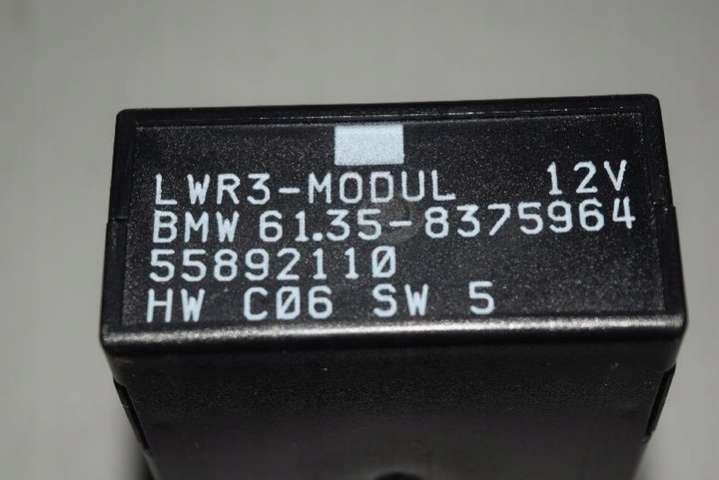 LWR3-MODUL 12V
BMW 61.35-8375964
55892110
HW C06 SW 5